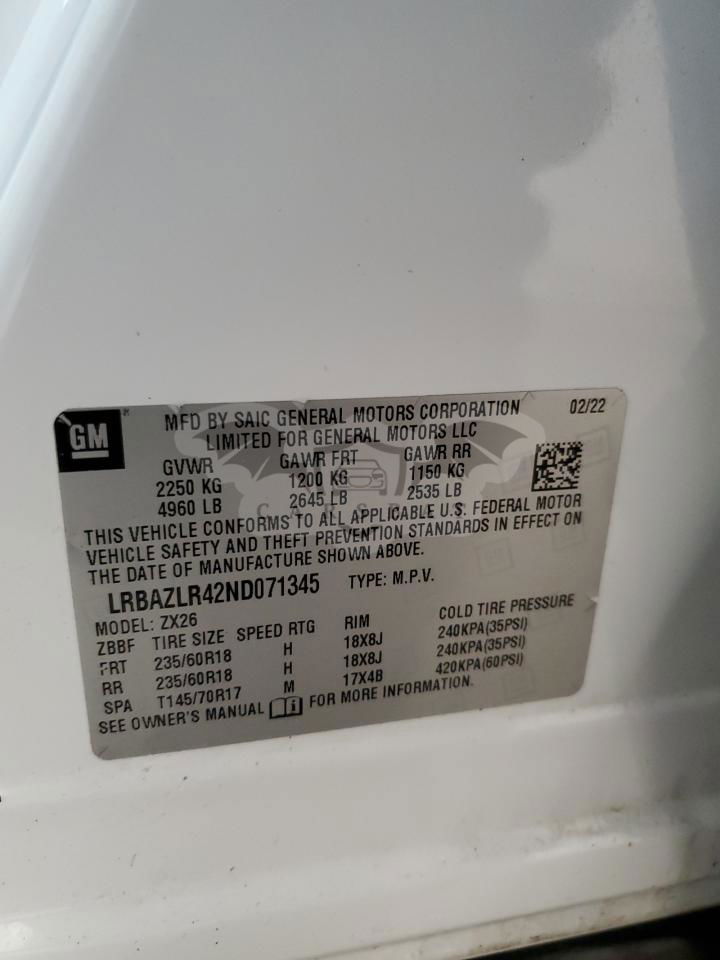 GM
MFD BY SAIC GENERAL MOTORS CORPORATION 02/22
LIMITED FOR GENERAL MOTORS LLC
GVWR GAWR FRT GAWR RR
2250 KG 1200 KG 1150 KG
4960 LB 2645 LB 2535 LB
THIS VEHICLE CONFORMS TO ALL APPLICABLE U.S. FEDERAL MOTOR
VEHICLE SAFETY AND THEFT PREVENTION STANDARDS IN EFFECT ON
THE DATE OF MANUFACTURE SHOWN ABOVE.
LRBAZLR42ND071345 TYPE: M.P.V.
MODEL: ZX26
ZBBF TIRE SIZE SPEED RTG RIM COLD TIRE PRESSURE
FRT 235/60R18 H 18X8J 240KPA(35PSI)
RR 235/60R18 H 18X8J 240KPA(35PSI)
SPA T145/70R17 M 17X4B 420KPA(60PSI)
SEE OWNER'S MANUAL FOR MORE INFORMATION.